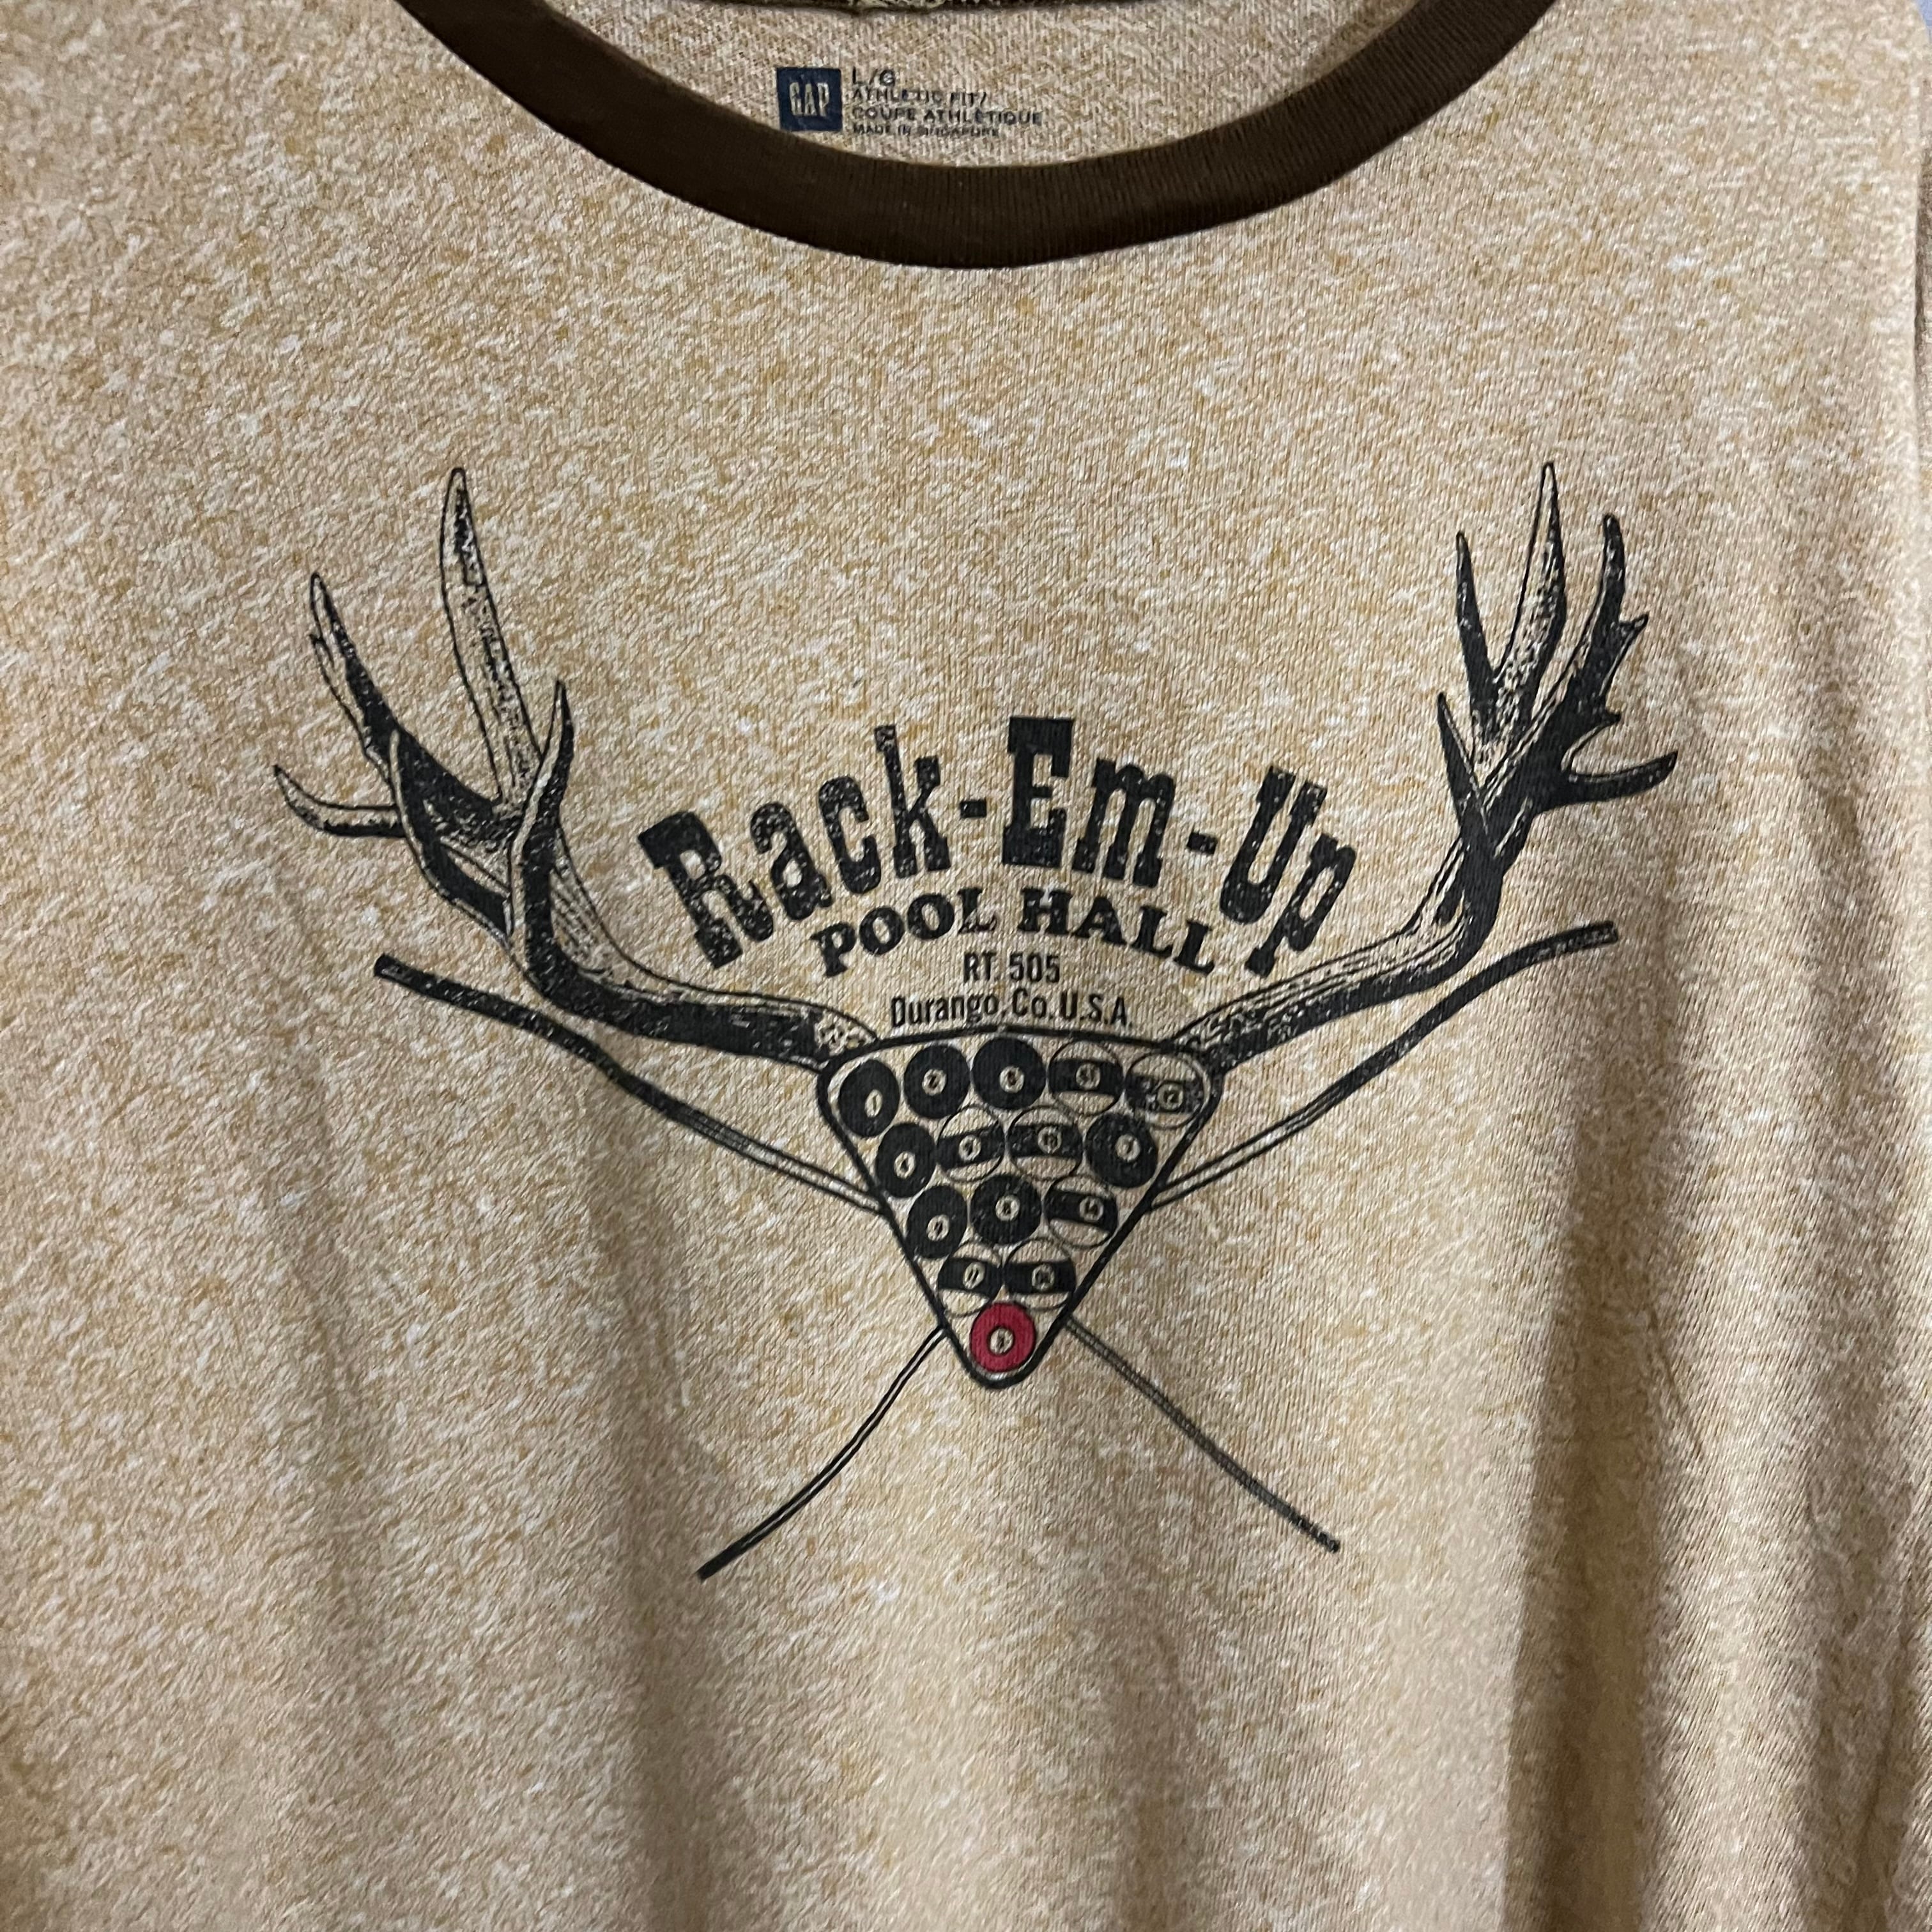 GAP
L/G
ATHLETIC FIT/
COUPE ATHLÉTIQUE
MADE IN SINGAPORE
Rack-Em-Up
POOL HALL
RT. 505
Durango, Co. U.S.A.